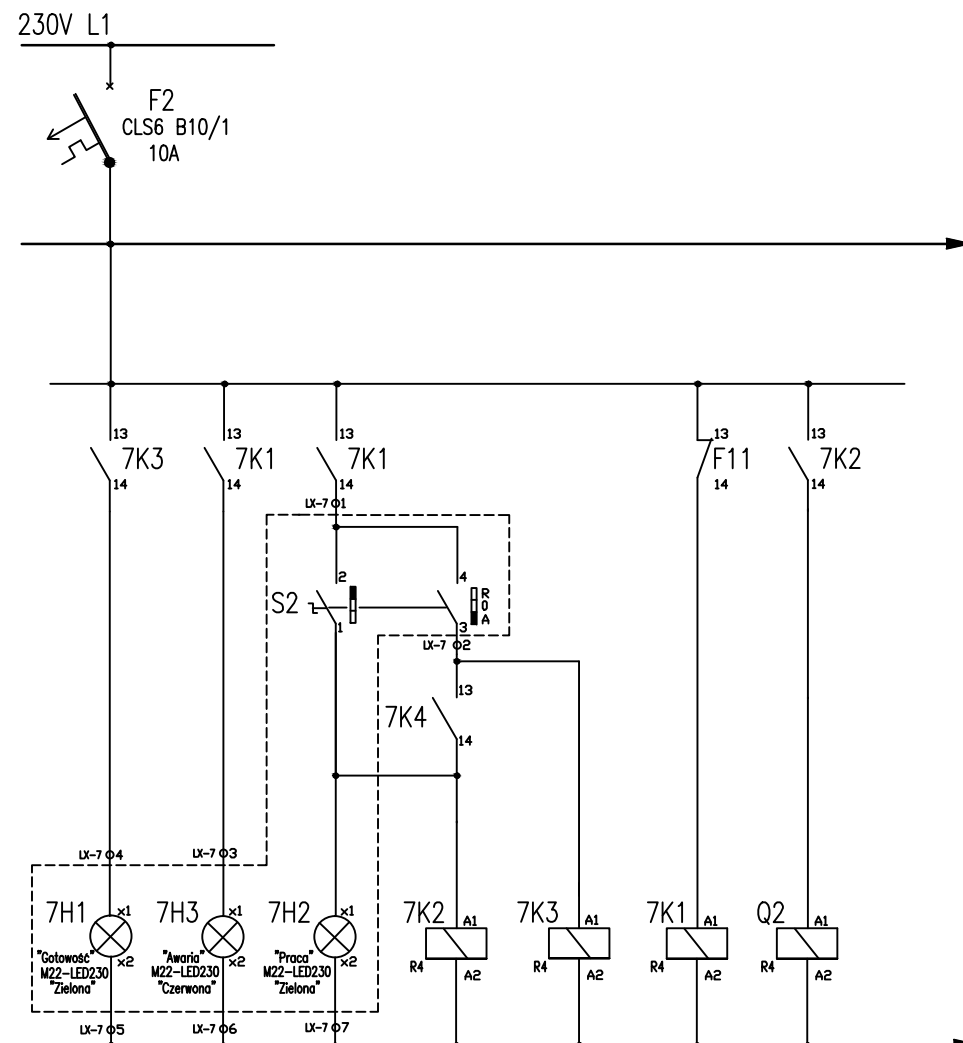 230V L1
F2
CLS6 B10/1
10A
13 13 13 13 13
7K3 7K1 7K1 F11 7K2
14 14 14 14 14
LX-7 1
2 4
S2 R
0
A
1 3
LX-7 2
13
7K4
14
LX-7 4 LX-7 3
7H1 x1 7H3 x1 7H2 x1 7K2 A1 7K3 A1 7K1 A1 Q2 A1
"Gotowość" x2 "Awaria" x2 "Praca" x2
M22-LED230 M22-LED230 M22-LED230 R4 A2 R4 A2 R4 A2 R4 A2
"Zielona" "Czerwona" "Zielona"
LX-7 5 LX-7 6 LX-7 7